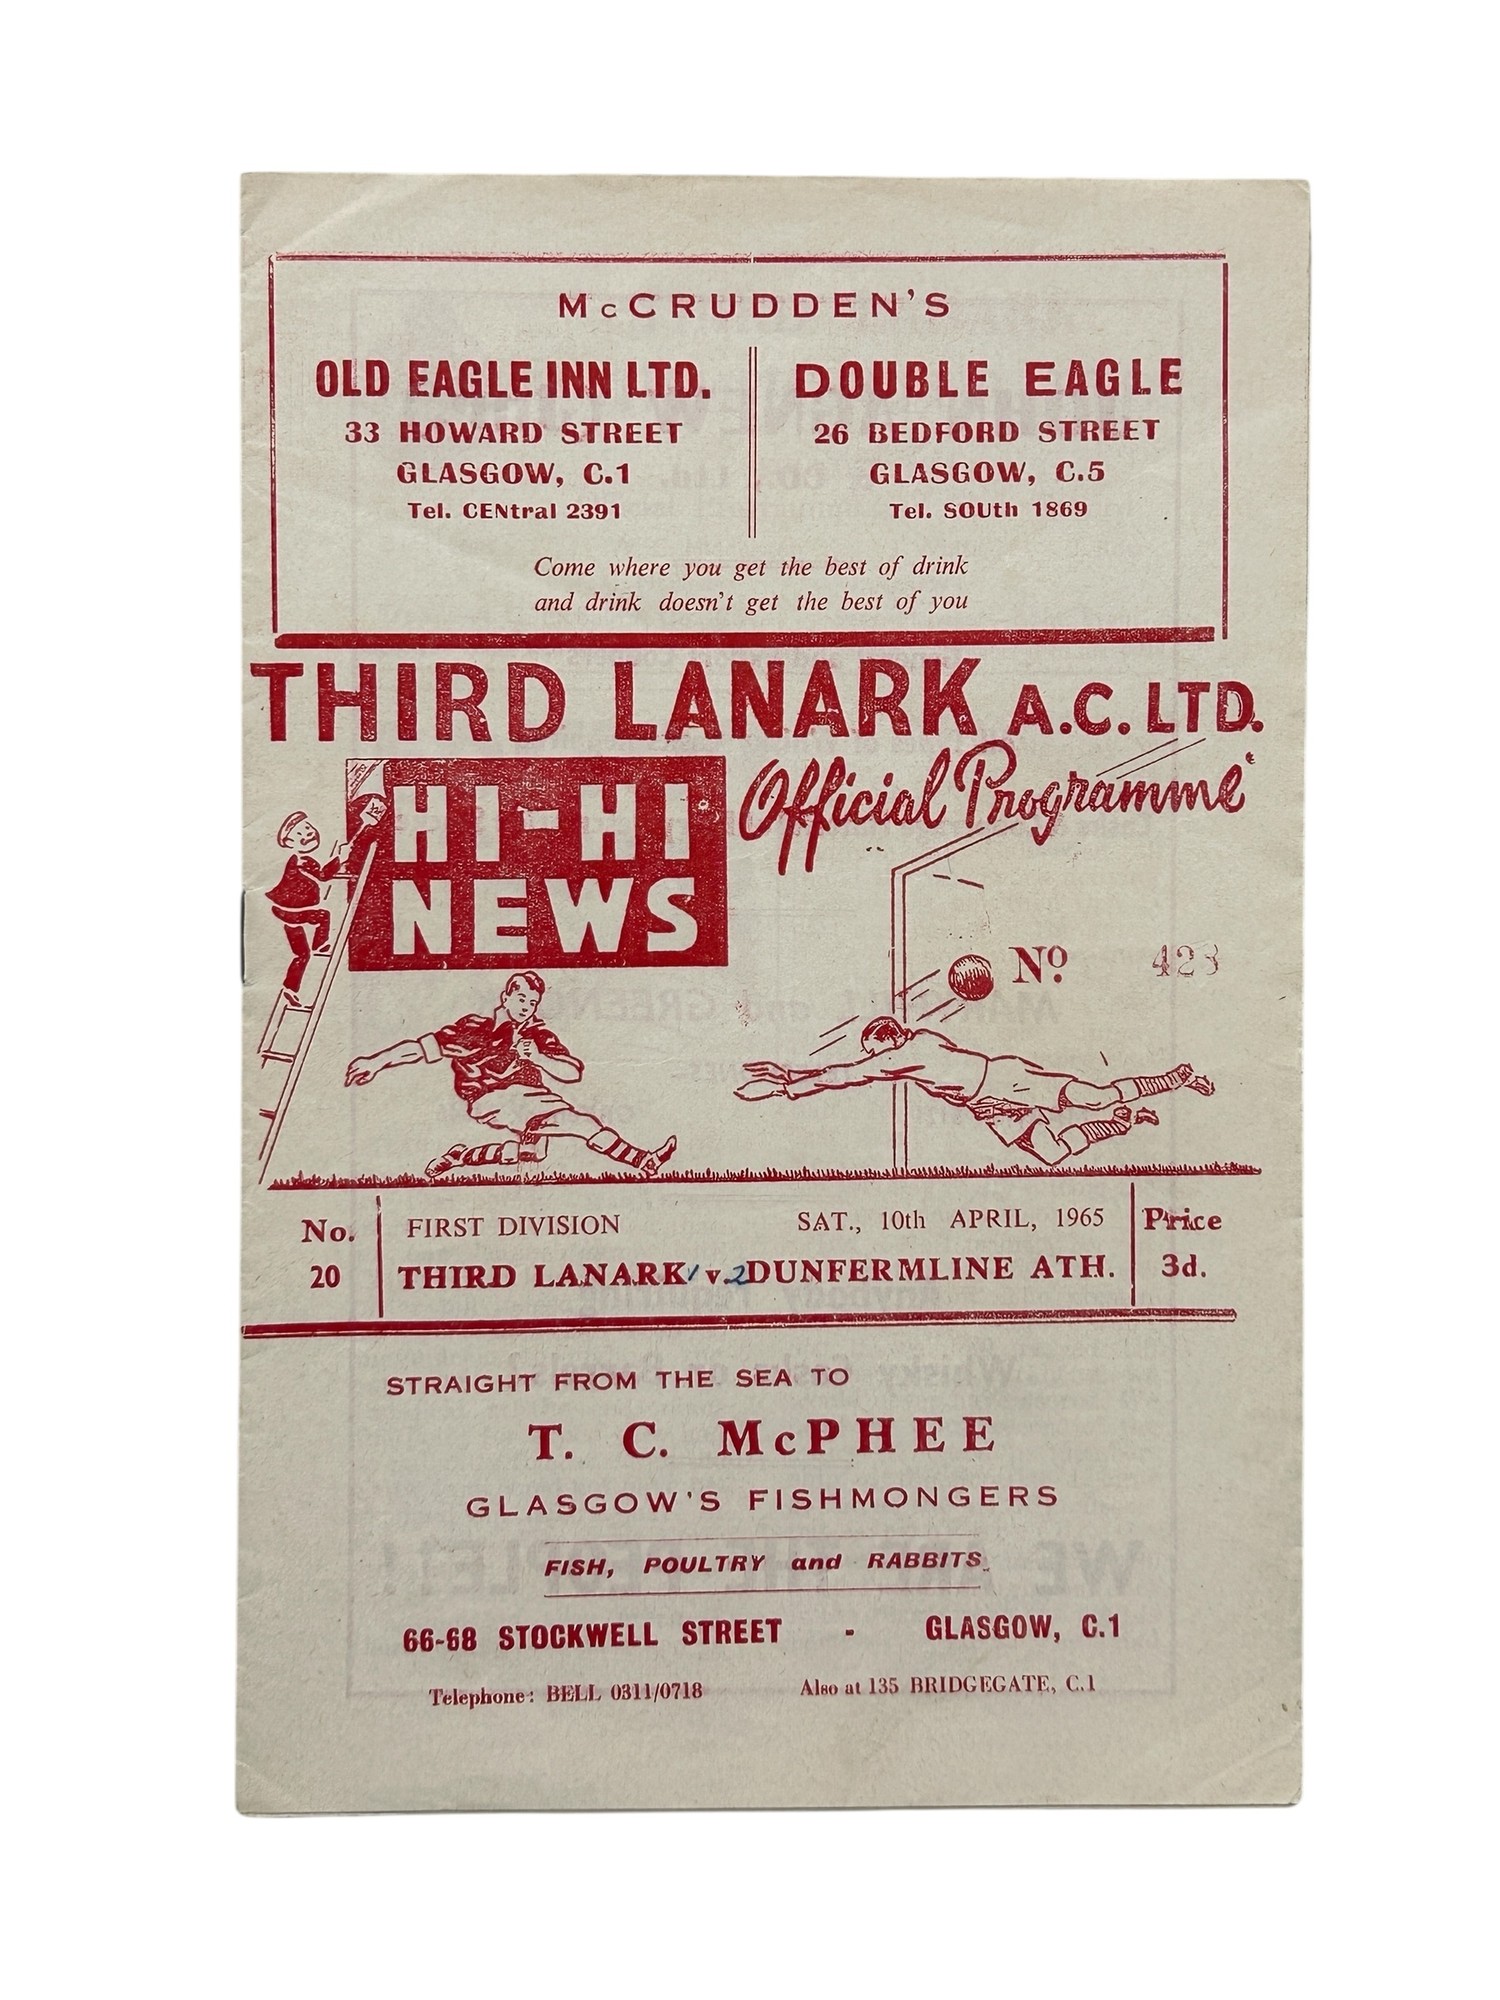 McCRUDDEN'S
OLD EAGLE INN LTD.
33 HOWARD STREET
GLASGOW, C.1
Tel. CENtral 2391
DOUBLE EAGLE
26 BEDFORD STREET
GLASGOW, C.5
Tel. SOUth 1869
Come where you get the best of drink
and drink doesn't get the best of you
THIRD LANARK A.C. LTD.
HI-HI
NEWS
Official Programme
No. 423
No.
20
FIRST DIVISION SAT., 10th APRIL, 1965
THIRD LANARK 1 v. 2 DUNFERMLINE ATH.
Price
3d.
STRAIGHT FROM THE SEA TO
T. C. McPHEE
GLASGOW'S FISHMONGERS
FISH, POULTRY and RABBITS.
66-68 STOCKWELL STREET - GLASGOW, C.1
Telephone: BELL 0311/0718 Also at 135 BRIDGEGATE, C.1